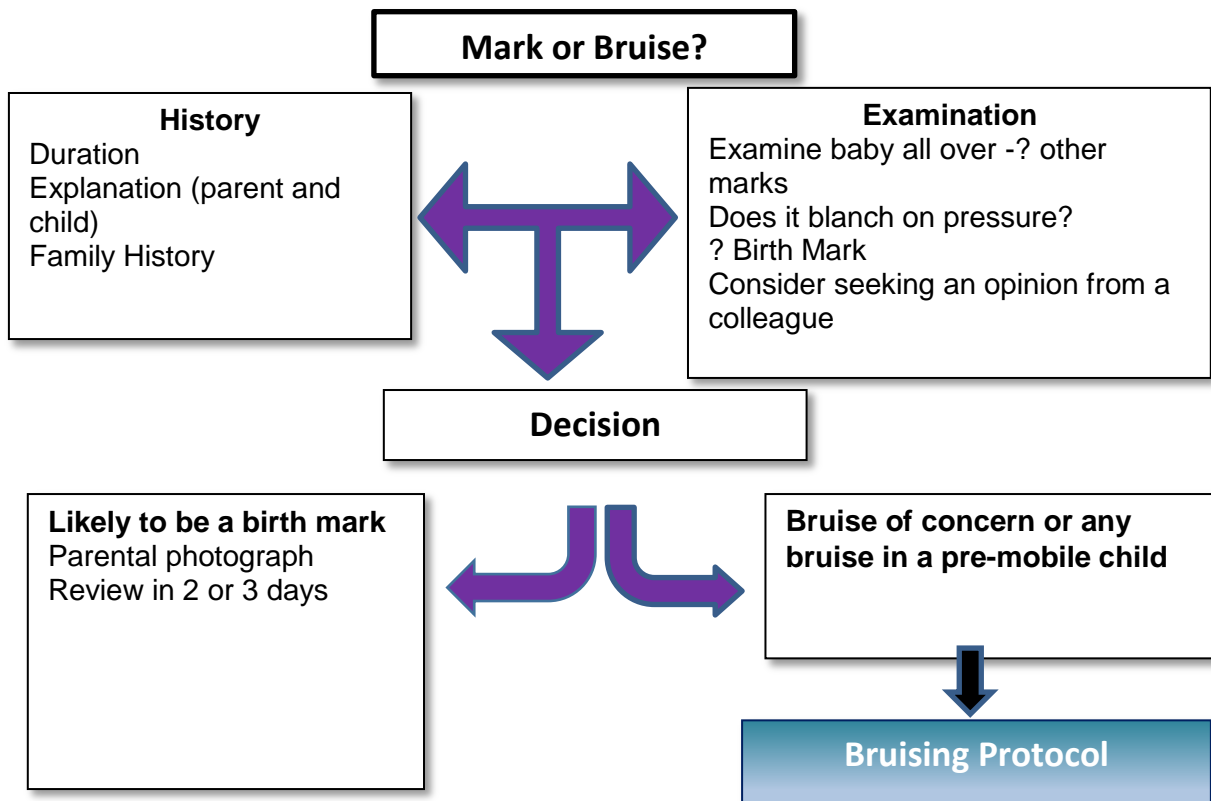 Mark or Bruise?
History
Duration
Explanation (parent and
child)
Family History
Examination
Examine baby all over -? other
marks
Does it blanch on pressure?
? Birth Mark
Consider seeking an opinion from a
colleague
Decision
Likely to be a birth mark
Parental photograph
Review in 2 or 3 days
Bruise of concern or any
bruise in a pre-mobile child
Bruising Protocol